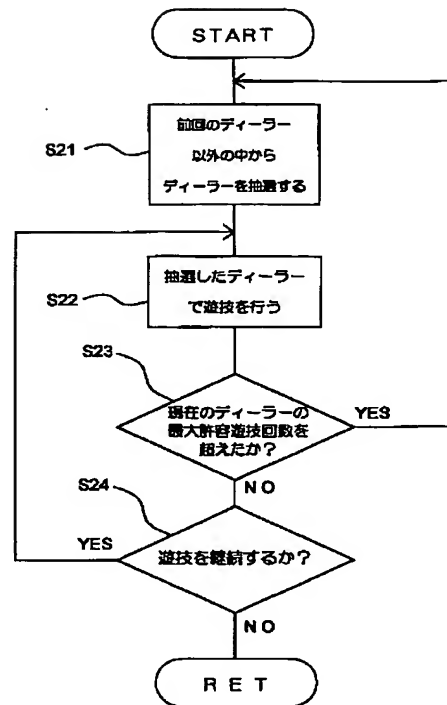 START
S21
前回のディーラー
以外の中から
ディーラーを抽選する
S22
抽選したディーラー
で遊技を行う
S23
現在のディーラーの
最大許容遊技回数を
超えたか？
YES
NO
S24
YES
遊技を継続するか？
NO
RET